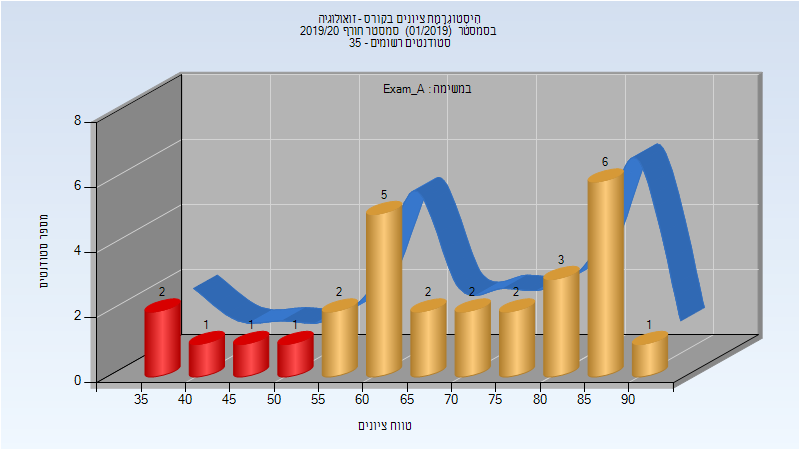 היסטוגרמת ציונים בקורס - זואולוגיה
בסמסטר (01/2019) סמסטר חורף 2019/20
סטודנטים רשומים - 35
במשימה : Exam_A
מספר סטודנטים
8
6
4
2
0
2
1
1
1
2
5
2
2
2
3
6
1
35 40 45 50 55 60 65 70 75 80 85 90
טווח ציונים